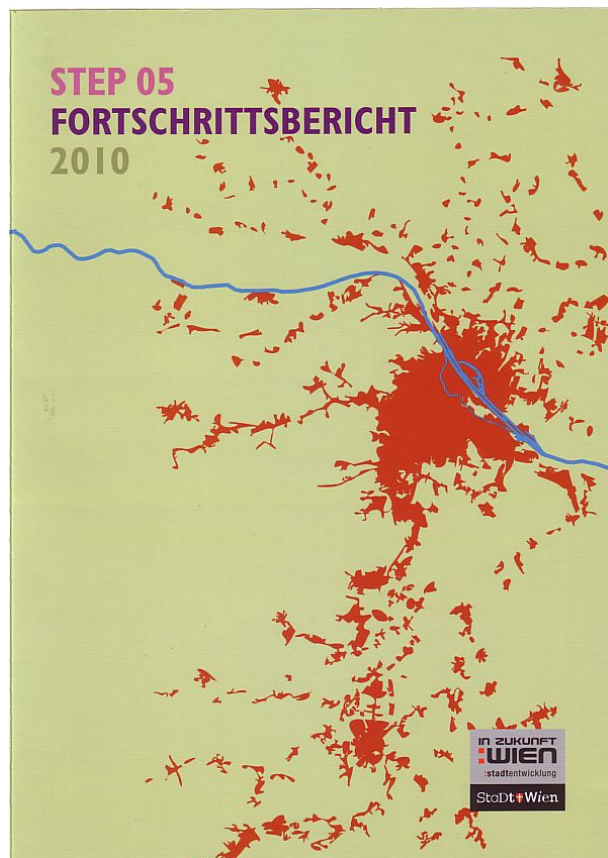 STEP 05
FORTSCHRITTSBERICHT
2010
IN ZUKUNFT
:WIEN
:stadtentwicklung
StaDt Wien